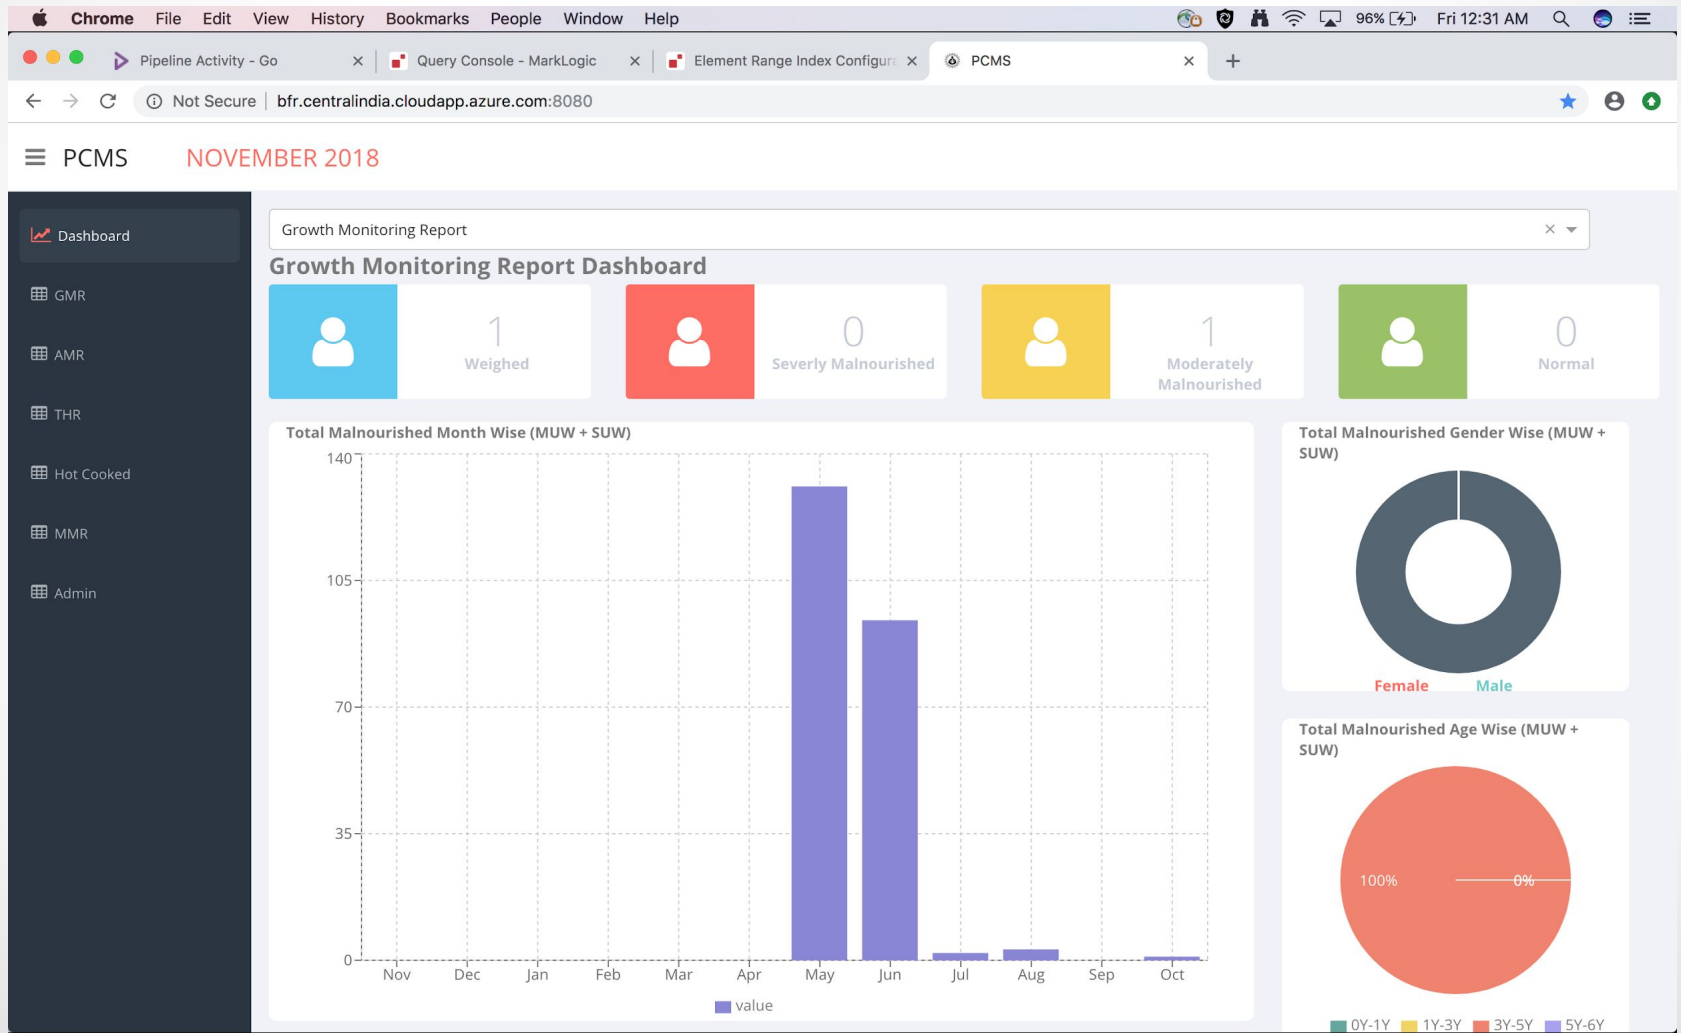 Chrome File Edit View History Bookmarks People Window Help 96% Fri 12:31 AM
Pipeline Activity - Go Query Console - MarkLogic Element Range Index Configur PCMS
Not Secure bfr.centralindia.cloudapp.azure.com:8080
PCMS NOVEMBER 2018
Dashboard
GMR
AMR
THR
Hot Cooked
MMR
Admin
Growth Monitoring Report
Growth Monitoring Report Dashboard
1
Weighed
0
Severly Malnourished
1
Moderately
Malnourished
0
Normal
Total Malnourished Month Wise (MUW + SUW)
140
105
70
35
0
Nov Dec Jan Feb Mar Apr May Jun Jul Aug Sep Oct
value
Total Malnourished Gender Wise (MUW +
SUW)
Female Male
Total Malnourished Age Wise (MUW +
SUW)
100% 0%
0Y-1Y 1Y-3Y 3Y-5Y 5Y-6Y